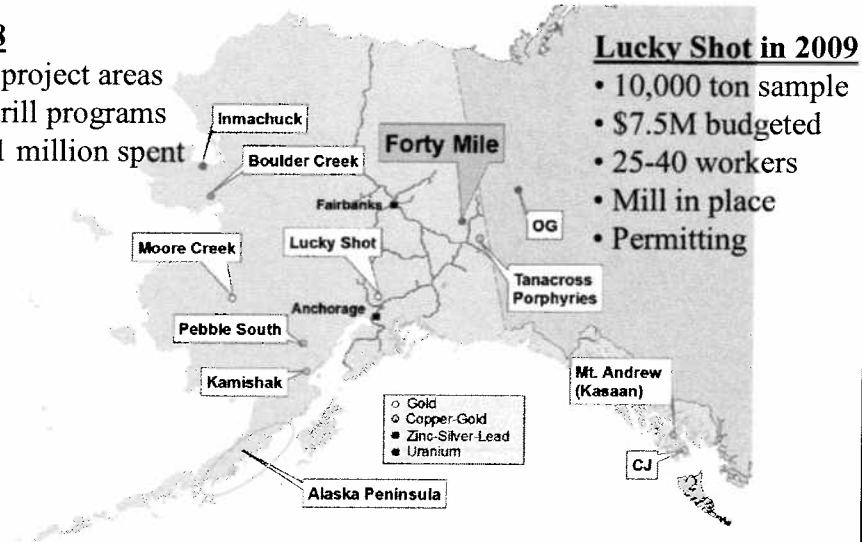 8
project areas
rill programs
1 million spent
Lucky Shot in 2009
• 10,000 ton sample
• $7.5M budgeted
• 25-40 workers
• Mill in place
• Permitting
Inmachuck
Boulder Creek
Forty Mile
Fairbanks
OG
Moore Creek
Lucky Shot
Tanacross
Porphyries
Anchorage
Pebble South
Kamishak
Mt. Andrew
(Kasaan)
Gold
Copper-Gold
Zinc-Silver-Lead
Uranium
CJ
Alaska Peninsula